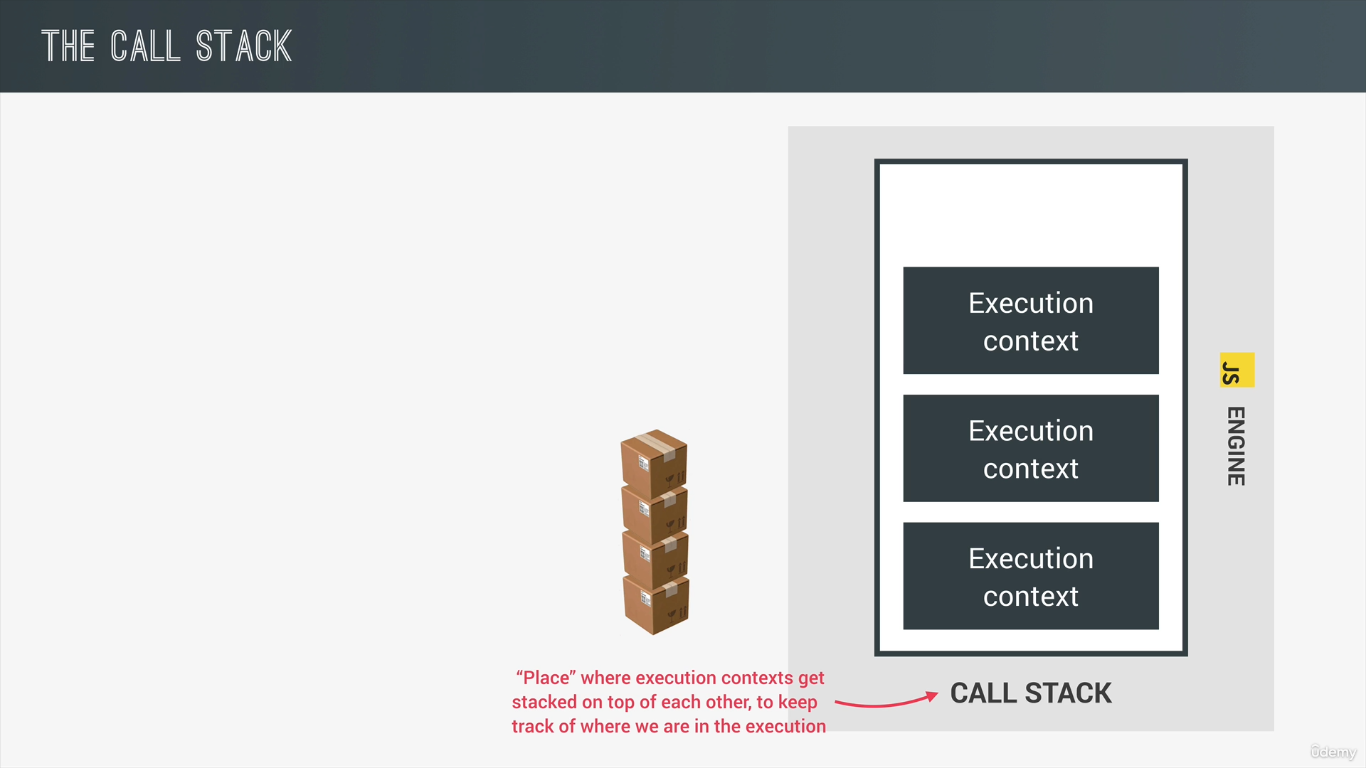 THE CALL STACK
Execution
context
Execution
context
Execution
context
JS
ENGINE
“Place” where execution contexts get
stacked on top of each other, to keep
track of where we are in the execution
CALL STACK
ûdemy